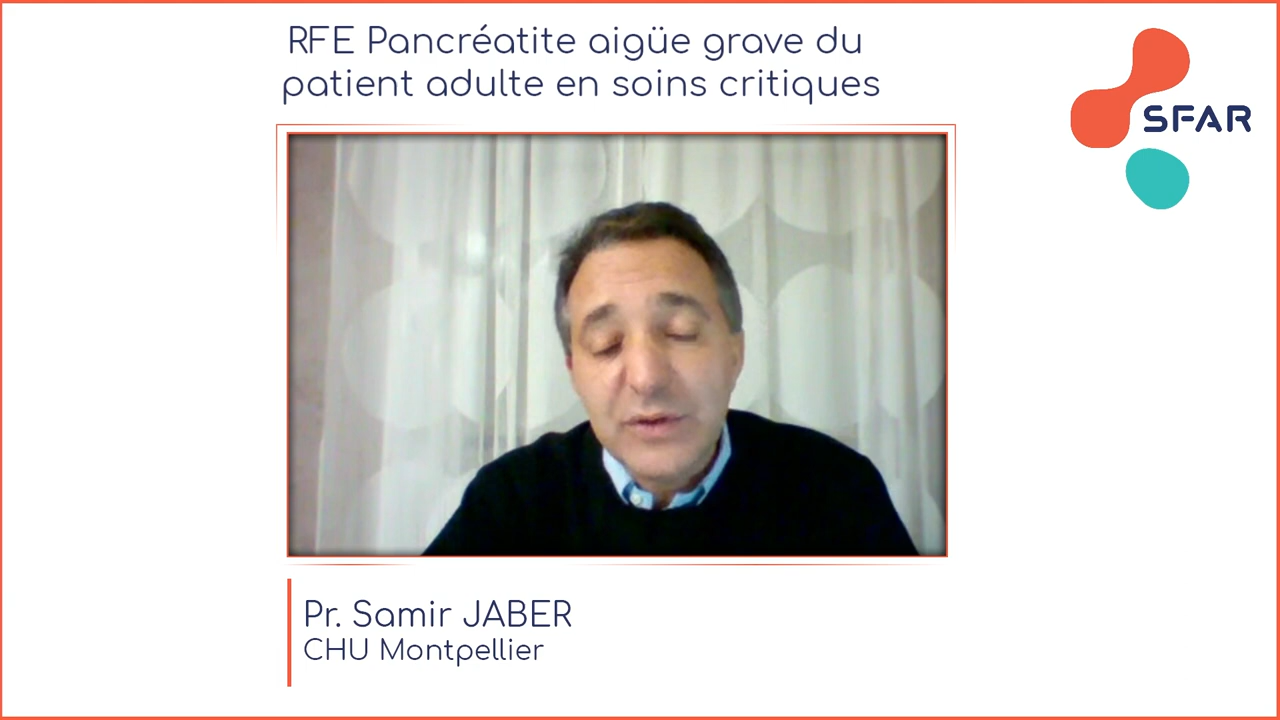 RFE Pancréatite aigüe grave du
patient adulte en soins critiques
SFAR
Pr. Samir JABER
CHU Montpellier